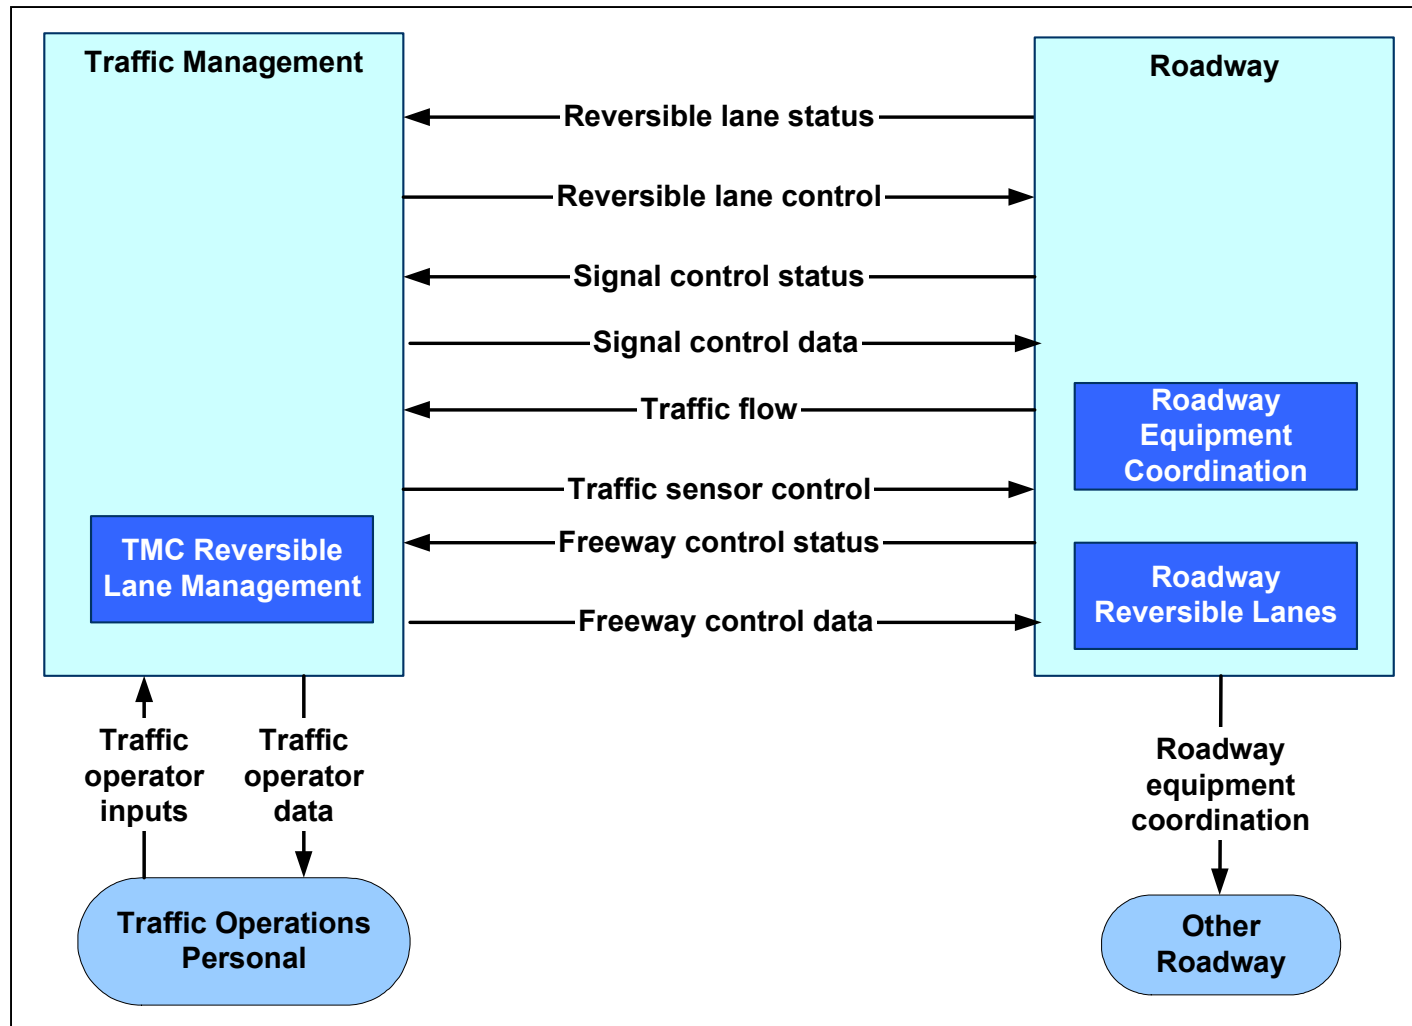 Traffic Management
Roadway
Reversible lane status
Reversible lane control
Signal control status
Signal control data
Traffic flow
Traffic sensor control
Freeway control status
Freeway control data
TMC Reversible
Lane Management
Roadway
Equipment
Coordination
Roadway
Reversible Lanes
Traffic
operator
inputs
Traffic
operator
data
Roadway
equipment
coordination
Traffic Operations
Personal
Other
Roadway